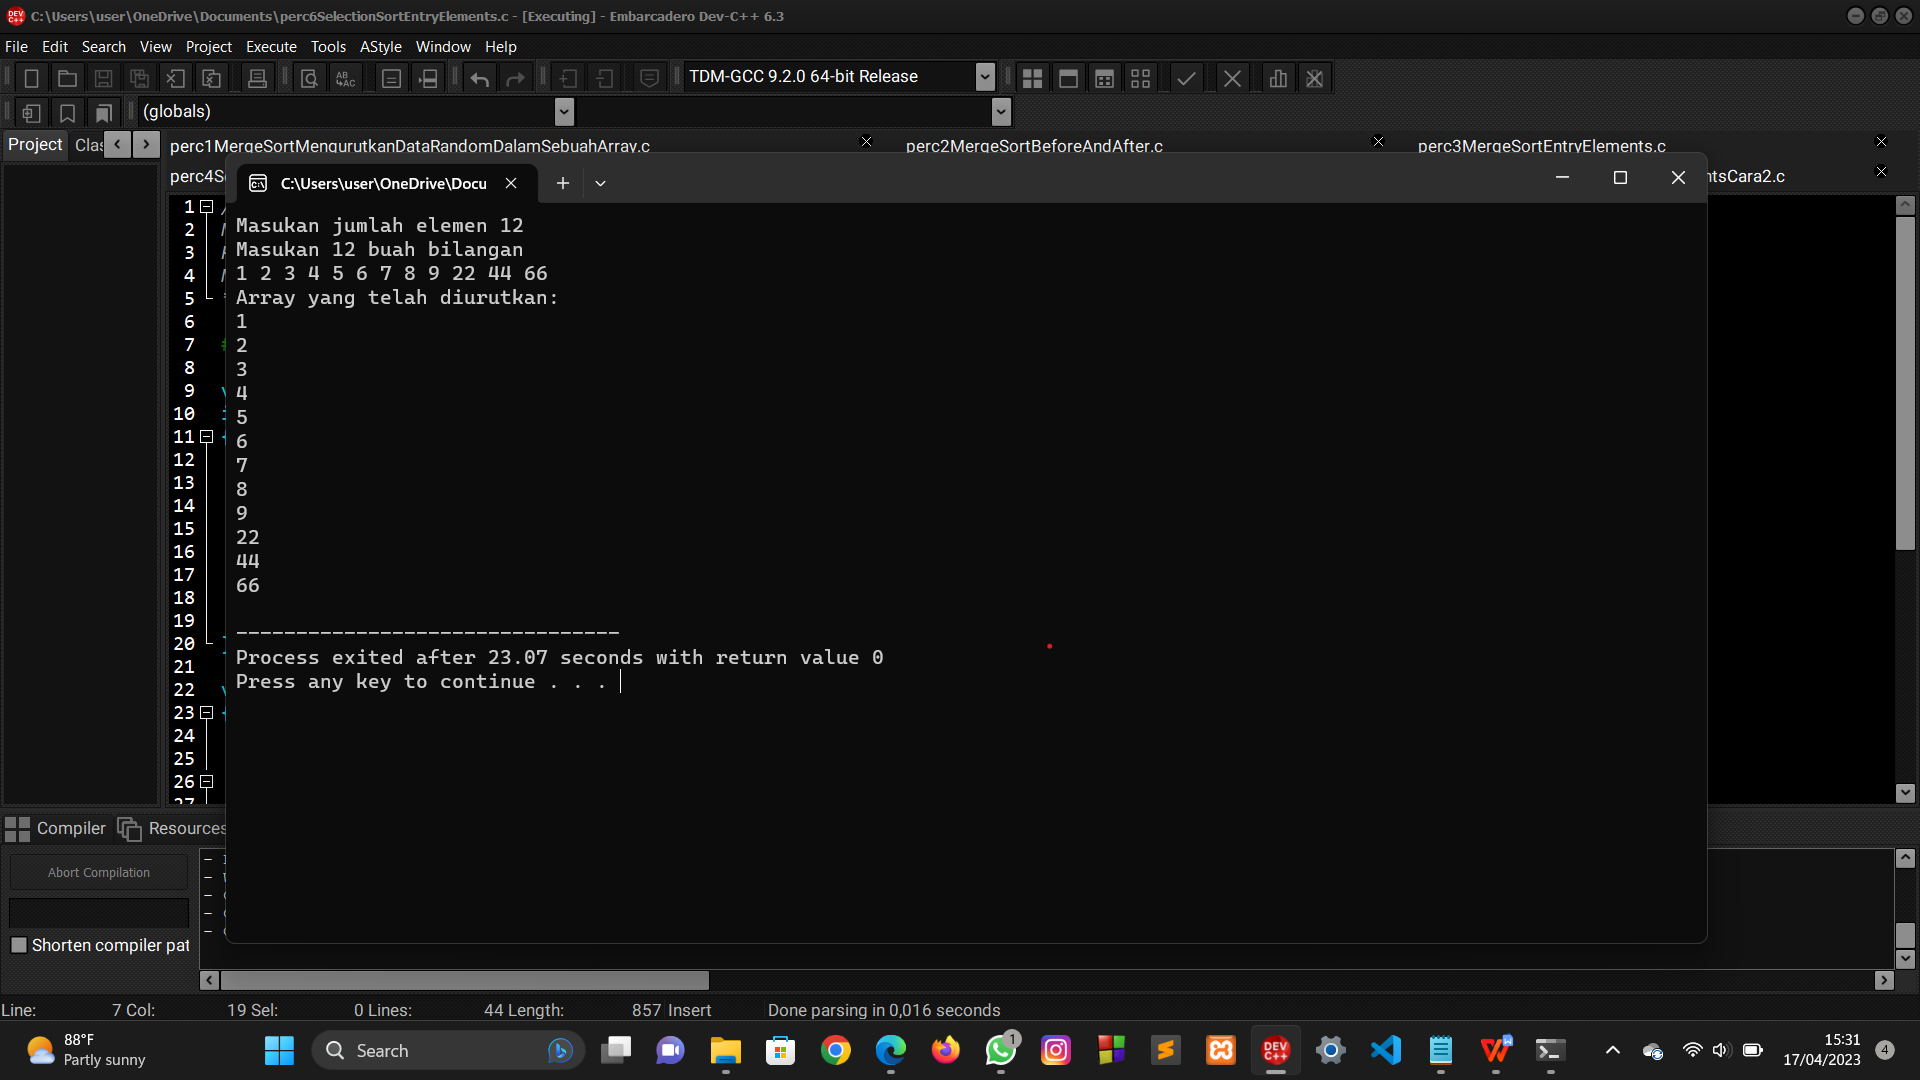 C:\Users\user\OneDrive\Documents\perc6SelectionSortEntryElements.c - [Executing] - Embarcadero Dev-C++ 6.3
File Edit Search View Project Execute Tools AStyle Window Help
TDM-GCC 9.2.0 64-bit Release
(globals)
Project
perc1MergeSortMengurutkanDataRandomDalamSebuahArray.c perc2MergeSortBeforeAndAfter.c perc3MergeSortEntryElements.c
C:\Users\user\OneDrive\Docu
1
2
3
4
5
6
7
8
9
10
11
12
13
14
15
16
17
18
19
20
21
22
23
24
25
26
27
Masukan jumlah elemen 12
Masukan 12 buah bilangan
1 2 3 4 5 6 7 8 9 22 44 66
Array yang telah diurutkan:
1
2
3
4
5
6
7
8
9
22
44
66
--------------------------------
Process exited after 23.07 seconds with return value 0
Press any key to continue . . .
Compiler Resources
Abort Compilation
Shorten compiler pat
Line: 7 Col: 19 Sel: 0 Lines: 44 Length: 857 Insert Done parsing in 0,016 seconds
88°F
Partly sunny
Search
1
DEV C++
15:31
17/04/2023
4